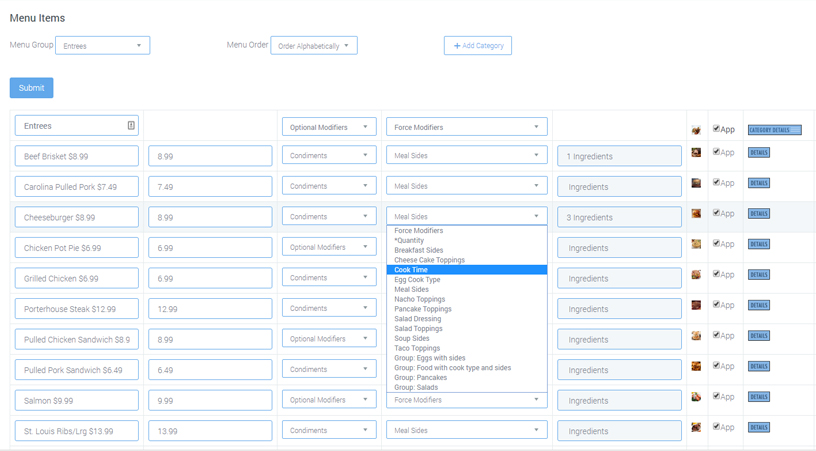 Menu Items
Menu Group Entrees Menu Order Order Alphabetically + Add Category
Submit
Entrees Optional Modifiers Force Modifiers App CATEGORY DETAILS
Beef Brisket $8.99 8.99 Condiments Meal Sides 1 Ingredients App DETAILS
Carolina Pulled Pork $7.49 7.49 Condiments Meal Sides Ingredients App DETAILS
Cheeseburger $8.99 8.99 Condiments Meal Sides 3 Ingredients App DETAILS
Force Modifiers
*Quantity
Breakfast Sides
Cheese Cake Toppings
Cook Time
Egg Cook Type
Meal Sides
Nacho Toppings
Pancake Toppings
Salad Dressing
Salad Toppings
Soup Sides
Taco Toppings
Group: Eggs with sides
Group: Food with cook type and sides
Group: Pancakes
Group: Salads
Chicken Pot Pie $6.99 6.99 Optional Modifiers Ingredients App DETAILS
Grilled Chicken $6.99 6.99 Condiments Ingredients App DETAILS
Porterhouse Steak $12.99 12.99 Condiments Ingredients App DETAILS
Pulled Chicken Sandwich $8.9 8.99 Optional Modifiers Ingredients App DETAILS
Pulled Pork Sandwich $6.49 6.49 Condiments Ingredients App DETAILS
Salmon $9.99 9.99 Optional Modifiers Force Modifiers Ingredients App DETAILS
St. Louis Ribs/Lrg $13.99 13.99 Condiments Meal Sides Ingredients App DETAILS